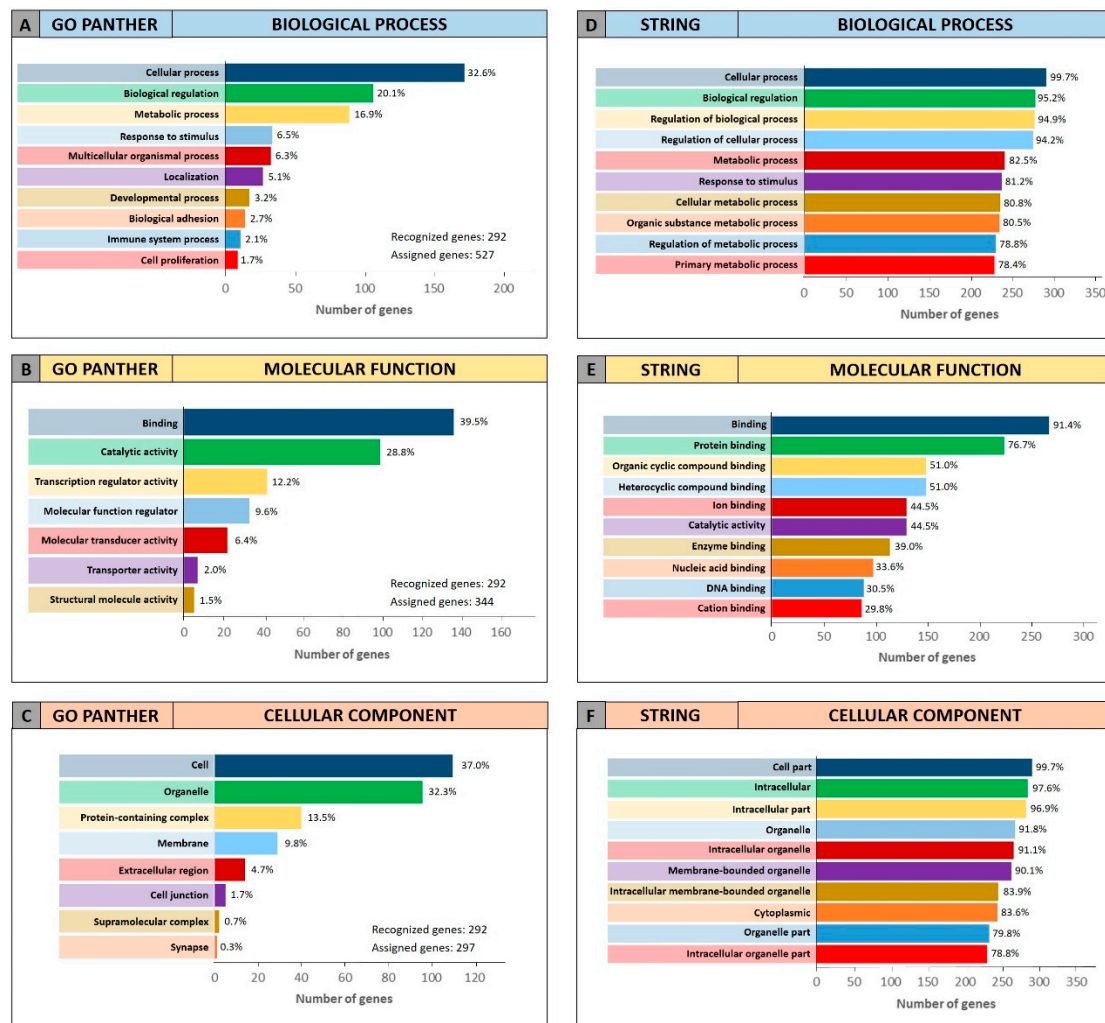 A GO PANTHER BIOLOGICAL PROCESS
Cellular process 32.6%
Biological regulation 20.1%
Metabolic process 16.9%
Response to stimulus 6.5%
Multicellular organismal process 6.3%
Localization 5.1%
Developmental process 3.2%
Biological adhesion 2.7%
Immune system process 2.1%
Cell proliferation 1.7%
Recognized genes: 292
Assigned genes: 527
0 50 100 150 200
Number of genes
D STRING BIOLOGICAL PROCESS
Cellular process 99.7%
Biological regulation 95.2%
Regulation of biological process 94.9%
Regulation of cellular process 94.2%
Metabolic process 82.5%
Response to stimulus 81.2%
Cellular metabolic process 80.8%
Organic substance metabolic process 80.5%
Regulation of metabolic process 78.8%
Primary metabolic process 78.4%
0 50 100 150 200 250 300 350
Number of genes
B GO PANTHER MOLECULAR FUNCTION
Binding 39.5%
Catalytic activity 28.8%
Transcription regulator activity 12.2%
Molecular function regulator 9.6%
Molecular transducer activity 6.4%
Transporter activity 2.0%
Structural molecule activity 1.5%
Recognized genes: 292
Assigned genes: 344
0 20 40 60 80 100 120 140 160
Number of genes
E STRING MOLECULAR FUNCTION
Binding 91.4%
Protein binding 76.7%
Organic cyclic compound binding 51.0%
Heterocyclic compound binding 51.0%
Ion binding 44.5%
Catalytic activity 44.5%
Enzyme binding 39.0%
Nucleic acid binding 33.6%
DNA binding 30.5%
Cation binding 29.8%
0 50 100 150 200 250 300
Number of genes
C GO PANTHER CELLULAR COMPONENT
Cell 37.0%
Organelle 32.3%
Protein-containing complex 13.5%
Membrane 9.8%
Extracellular region 4.7%
Cell junction 1.7%
Supramolecular complex 0.7%
Synapse 0.3%
Recognized genes: 292
Assigned genes: 297
0 20 40 60 80 100 120
Number of genes
F STRING CELLULAR COMPONENT
Cell part 99.7%
Intracellular 97.6%
Intracellular part 96.9%
Organelle 91.8%
Intracellular organelle 91.1%
Membrane-bounded organelle 90.1%
Intracellular membrane-bounded organelle 83.9%
Cytoplasmic 83.6%
Organelle part 79.8%
Intracellular organelle part 78.8%
0 50 100 150 200 250 300 350
Number of genes